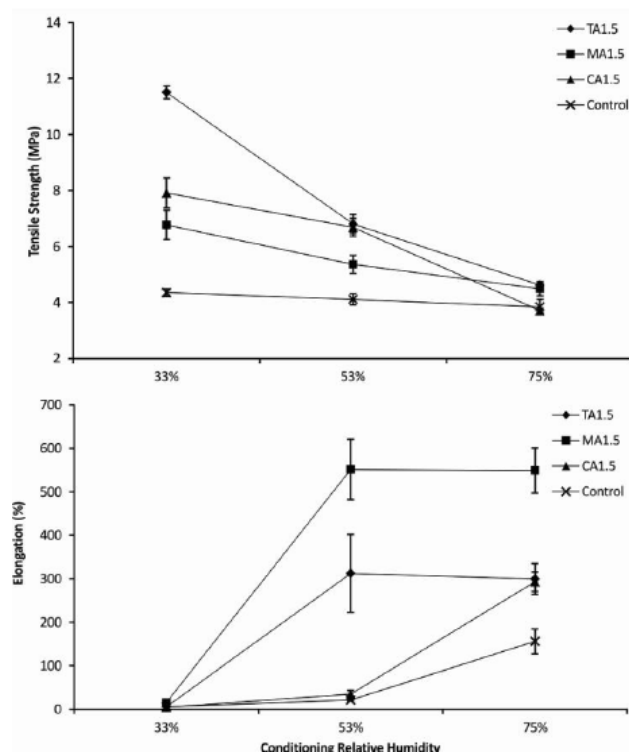 14
12
10
8
6
4
2
Tensile Strength (MPa)
TA1.5
MA1.5
CA1.5
Control
33%
53%
75%
700
600
500
400
300
200
100
0
Elongation (%)
TA1.5
MA1.5
CA1.5
Control
33%
53%
75%
Conditioning Relative Humidity